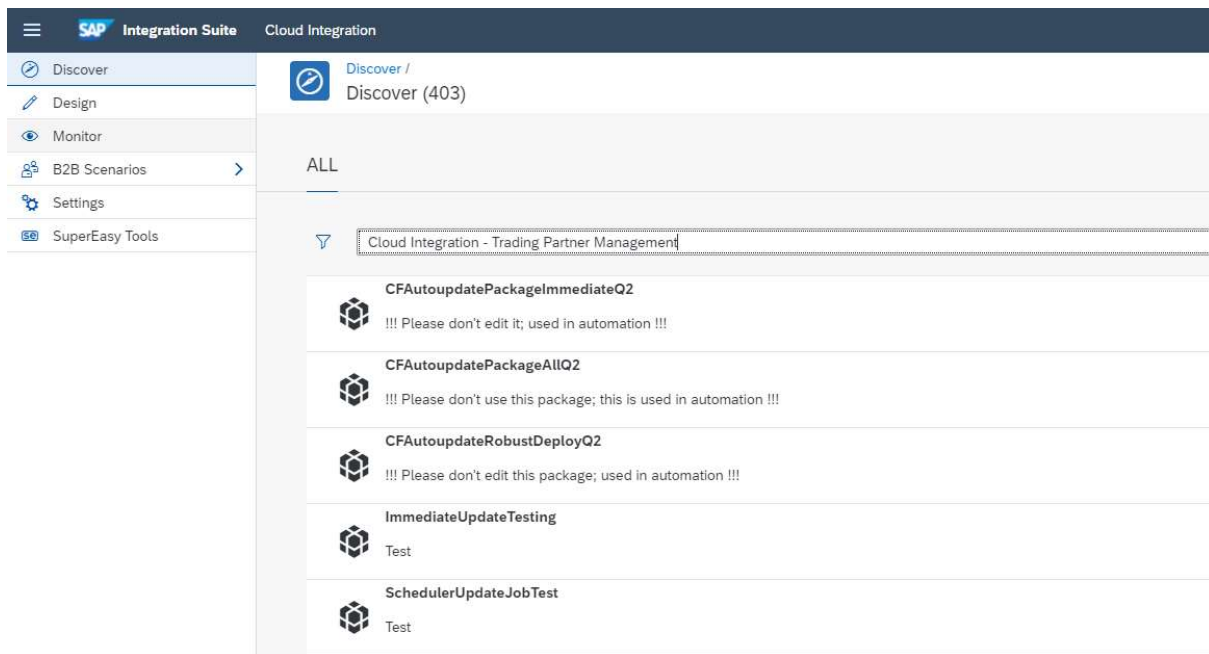 SAP Integration Suite Cloud Integration
Discover
Design
Monitor
B2B Scenarios
Settings
SuperEasy Tools
Discover /
Discover (403)
ALL
Cloud Integration - Trading Partner Management
CFAutoupdatePackageImmediateQ2
!!! Please don't edit it; used in automation !!!
CFAutoupdatePackageAllQ2
!!! Please don't use this package; this is used in automation !!!
CFAutoupdateRobustDeployQ2
!!! Please don't edit this package; used in automation !!!
ImmediateUpdateTesting
Test
SchedulerUpdateJobTest
Test